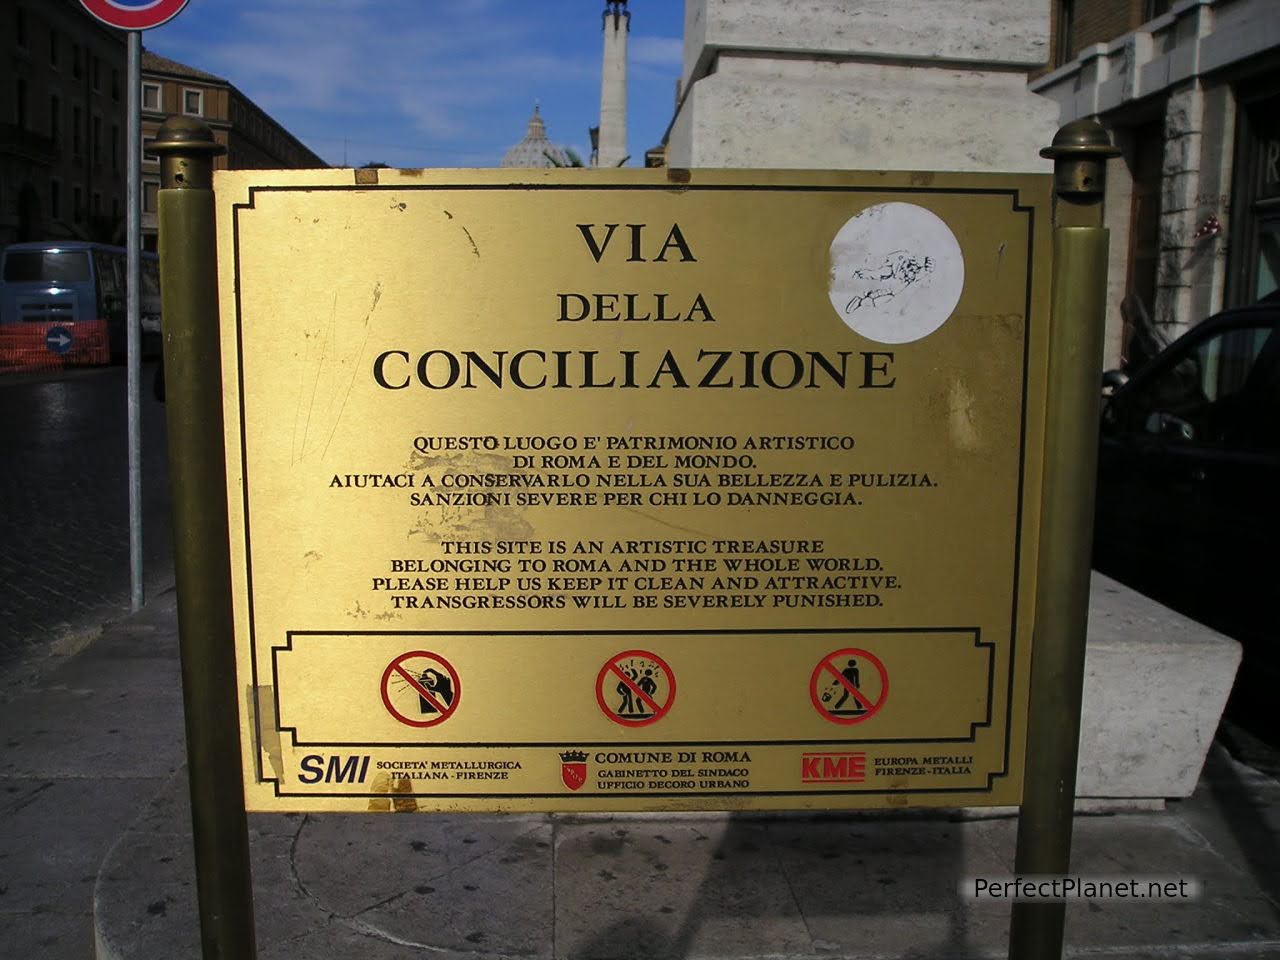 VIA
DELLA
CONCILIAZIONE
QUESTO LUOGO E' PATRIMONIO ARTISTICO
DI ROMA E DEL MONDO.
AIUTACI A CONSERVARLO NELLA SUA BELLEZZA E PULIZIA.
SANZIONI SEVERE PER CHI LO DANNEGGIA.
THIS SITE IS AN ARTISTIC TREASURE
BELONGING TO ROMA AND THE WHOLE WORLD.
PLEASE HELP US KEEP IT CLEAN AND ATTRACTIVE.
TRANSGRESSORS WILL BE SEVERELY PUNISHED.
SMI
SOCIETA' METALLURGICA
ITALIANA - FIRENZE
COMUNE DI ROMA
GABINETTO DEL SINDACO
UFFICIO DECORO URBANO
KME
EUROPA METALLI
FIRENZE - ITALIA
PerfectPlanet.net